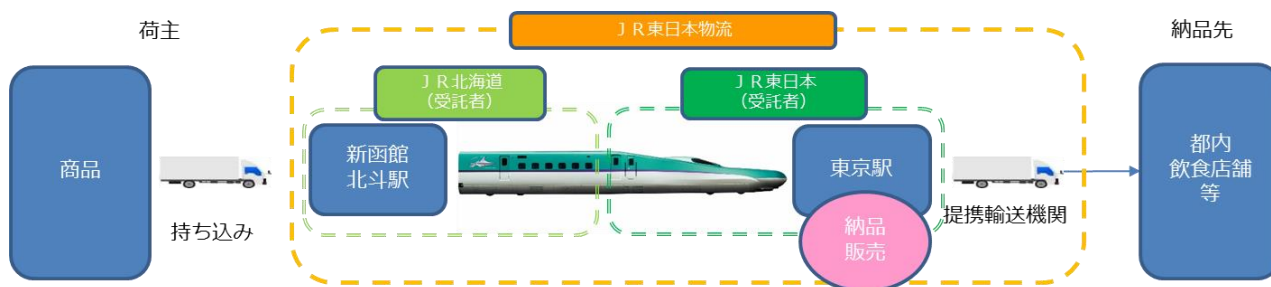 荷主
ＪＲ東日本物流
納品先
ＪＲ北海道
（受託者）
ＪＲ東日本
（受託者）
商品
新函館
北斗駅
東京駅
都内
飲食店舗
等
持ち込み
提携輸送機関
納品
販売